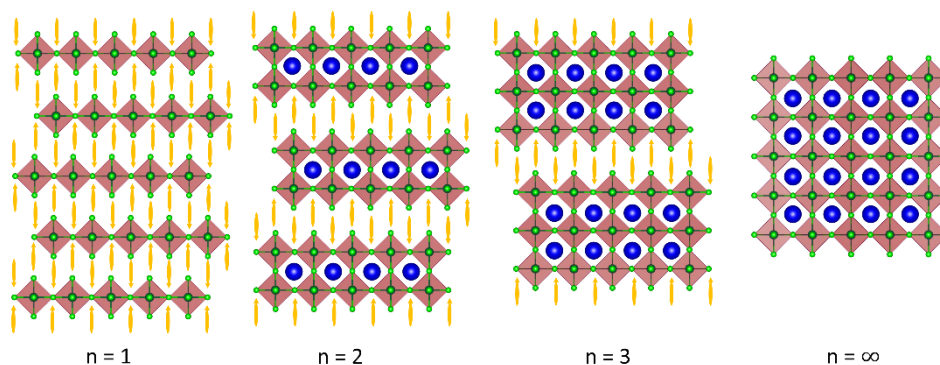 n = 1 n = 2 n = 3 n = ∞